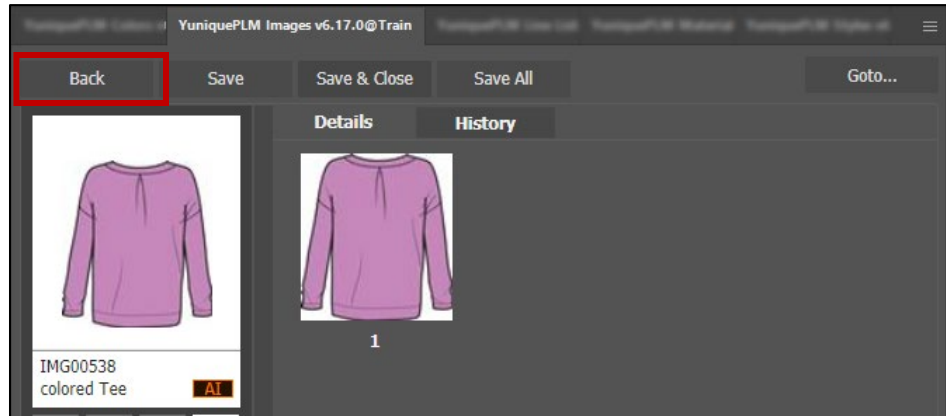 YuniquePLM Images v6.17.0@Train
Back Save Save & Close Save All Goto...
Details History
1
IMG00538
colored Tee AI